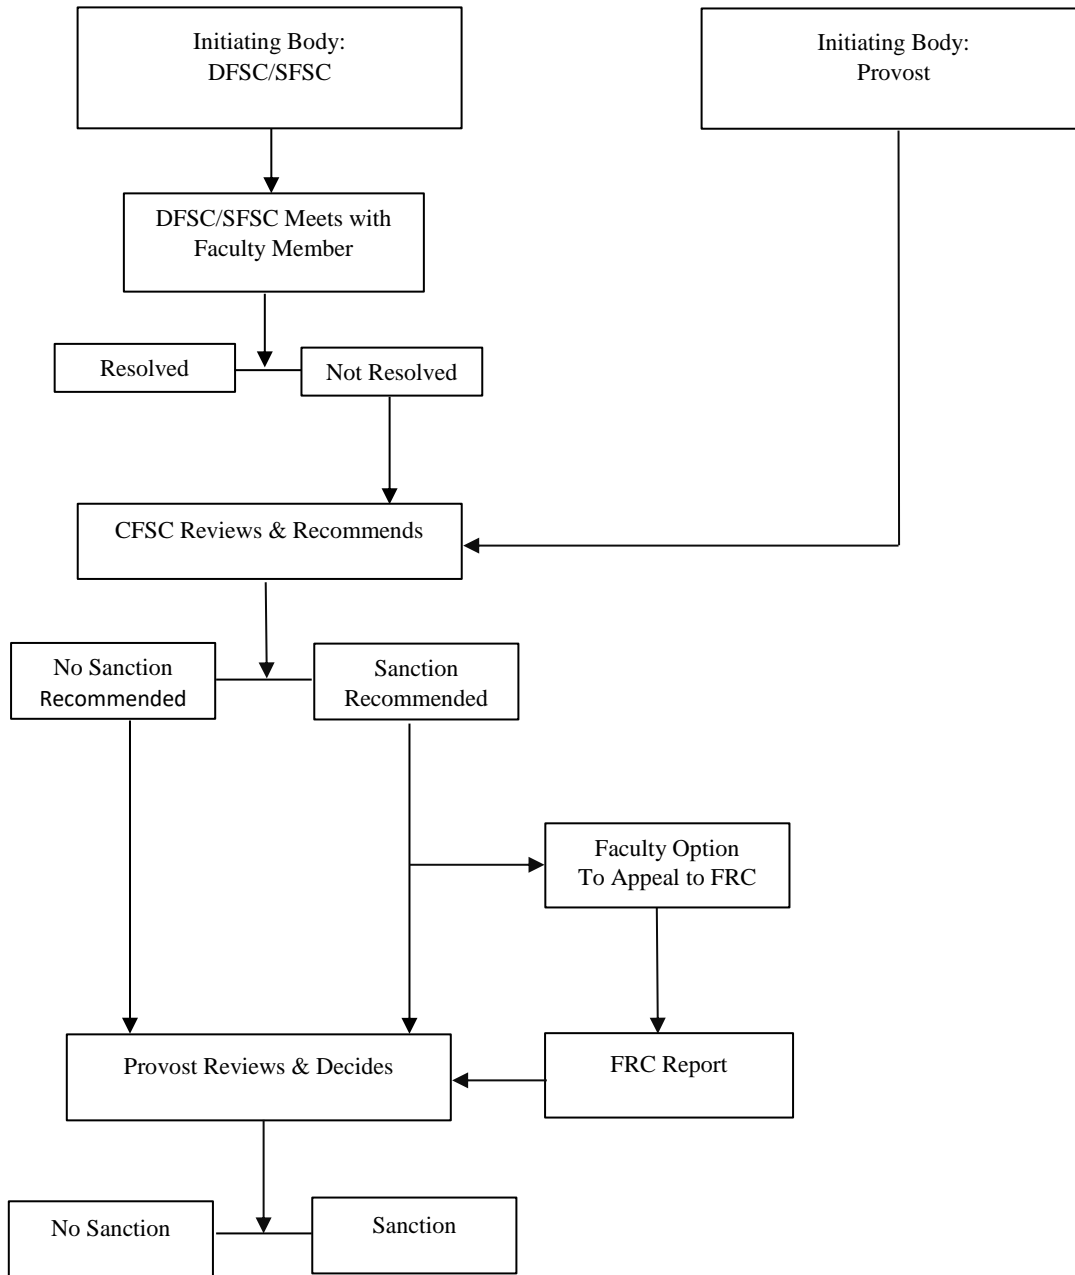 Initiating Body:
DFSC/SFSC
Initiating Body:
Provost
DFSC/SFSC Meets with
Faculty Member
Resolved
Not Resolved
CFSC Reviews & Recommends
No Sanction
Recommended
Sanction
Recommended
Faculty Option
To Appeal to FRC
Provost Reviews & Decides
FRC Report
No Sanction
Sanction